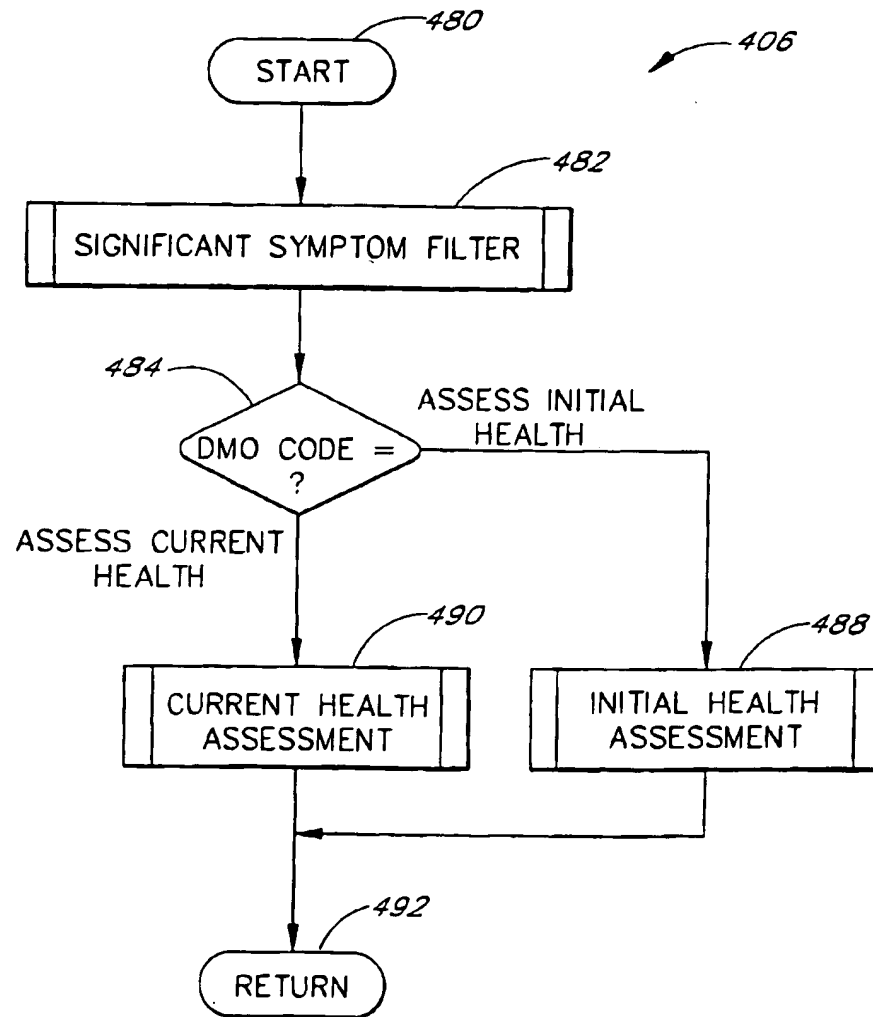 480
406
START
482
SIGNIFICANT SYMPTOM FILTER
484
ASSESS INITIAL
HEALTH
DMO CODE =
?
ASSESS CURRENT
HEALTH
490
488
CURRENT HEALTH
ASSESSMENT
INITIAL HEALTH
ASSESSMENT
492
RETURN